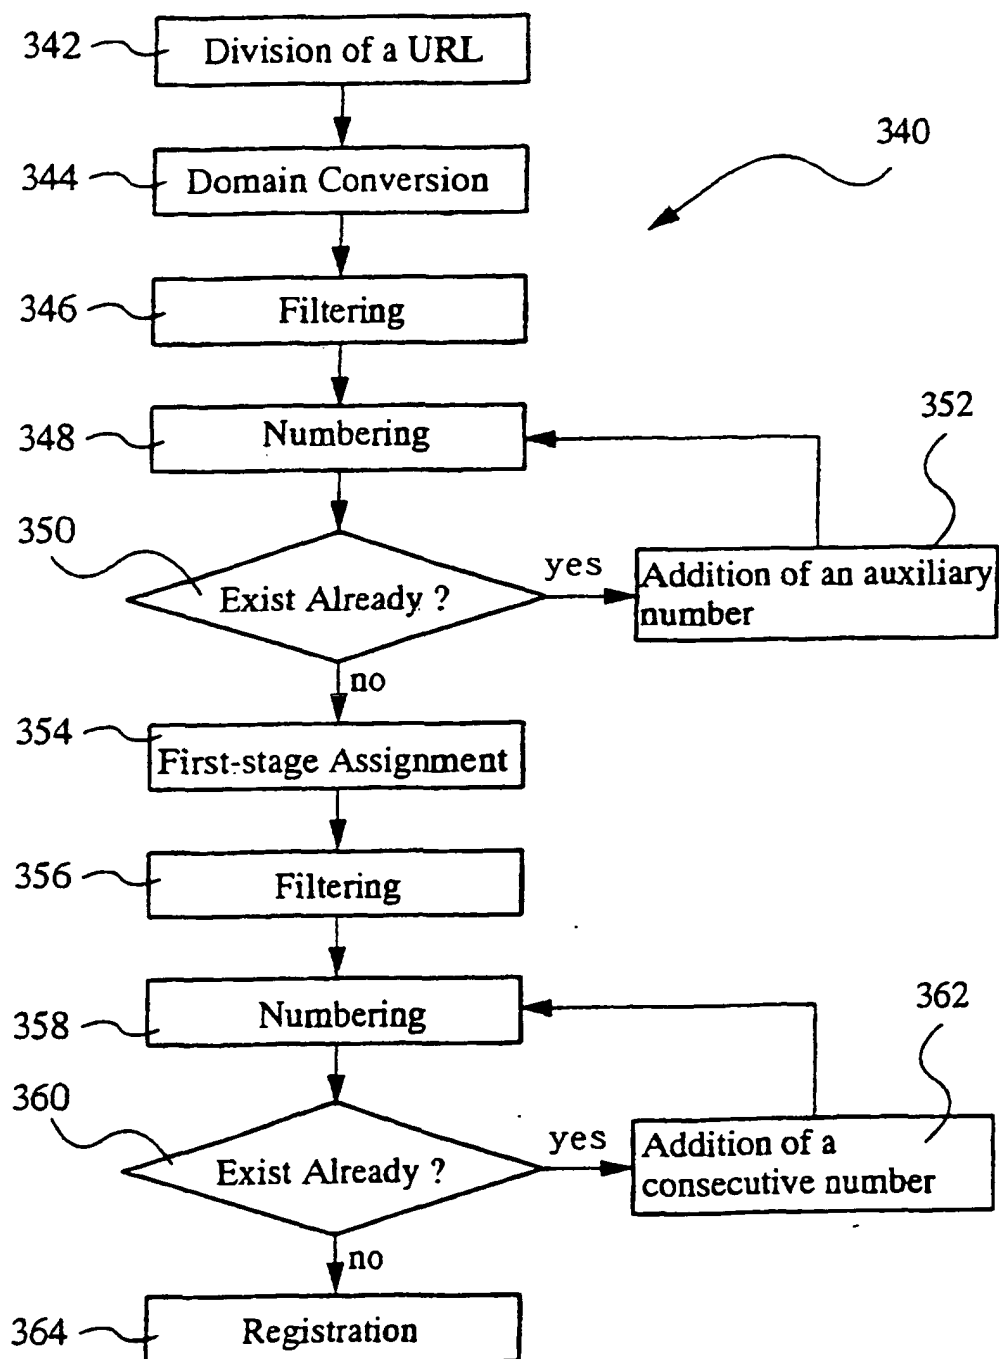 342
Division of a URL
340
344
Domain Conversion
346
Filtering
348
Numbering
352
350
Exist Already ?
yes
Addition of an auxiliary
number
no
354
First-stage Assignment
356
Filtering
358
Numbering
362
360
Exist Already ?
yes
Addition of a
consecutive number
no
364
Registration